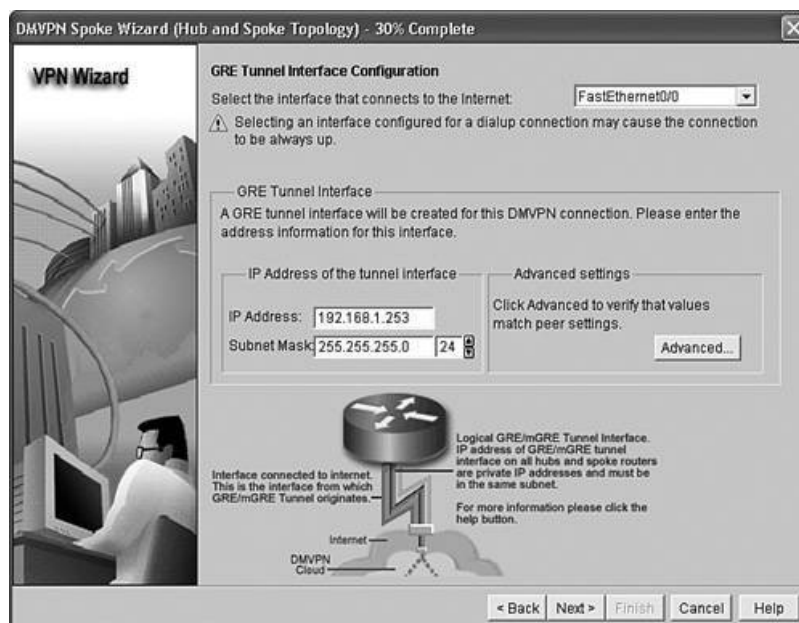 DMVPN Spoke Wizard (Hub and Spoke Topology) - 30% Complete
VPN Wizard
GRE Tunnel Interface Configuration
Select the interface that connects to the Internet: FastEthernet0/0
Selecting an interface configured for a dialup connection may cause the connection
to be always up.
GRE Tunnel Interface
A GRE tunnel interface will be created for this DMVPN connection. Please enter the
address information for this interface.
IP Address of the tunnel interface
IP Address: 192.168.1.253
Subnet Mask: 255.255.255.0 24
Advanced settings
Click Advanced to verify that values
match peer settings.
Advanced...
Interface connected to internet.
This is the interface from which
GRE/mGRE Tunnel originates.
Logical GRE/mGRE Tunnel Interface.
IP address of GRE/mGRE tunnel
interface on all hubs and spoke routers
are private IP addresses and must be
in the same subnet.
For more information please click the
help button.
Internet
DMVPN
Cloud
< Back Next > Finish Cancel Help